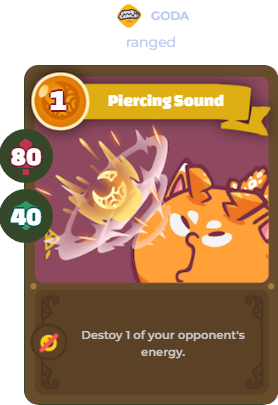 GODA
ranged
1
Piercing Sound
80
40
Destoy 1 of your opponent's
energy.